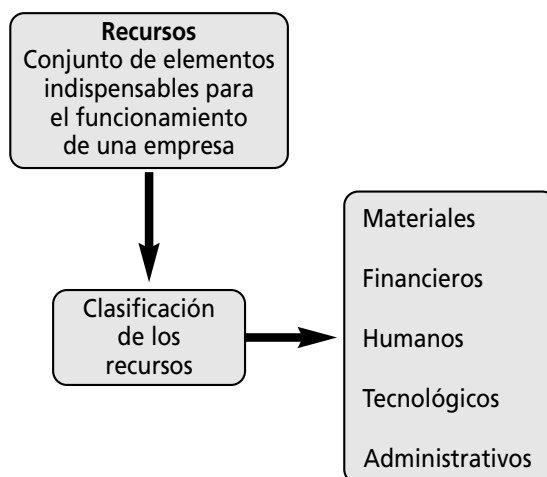 Recursos
Conjunto de elementos
indispensables para
el funcionamiento
de una empresa
Clasificación
de los
recursos
Materiales
Financieros
Humanos
Tecnológicos
Administrativos